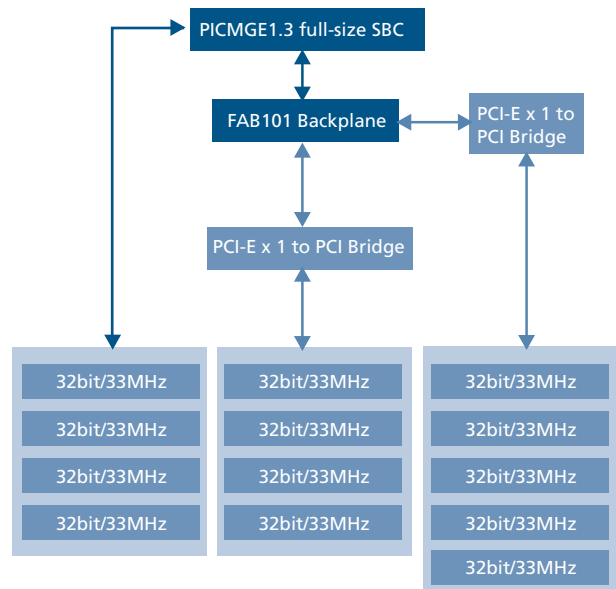 PICMGE1.3 full-size SBC
FAB101 Backplane
PCI-E x 1 to
PCI Bridge
PCI-E x 1 to PCI Bridge
32bit/33MHz
32bit/33MHz
32bit/33MHz
32bit/33MHz
32bit/33MHz
32bit/33MHz
32bit/33MHz
32bit/33MHz
32bit/33MHz
32bit/33MHz
32bit/33MHz
32bit/33MHz
32bit/33MHz